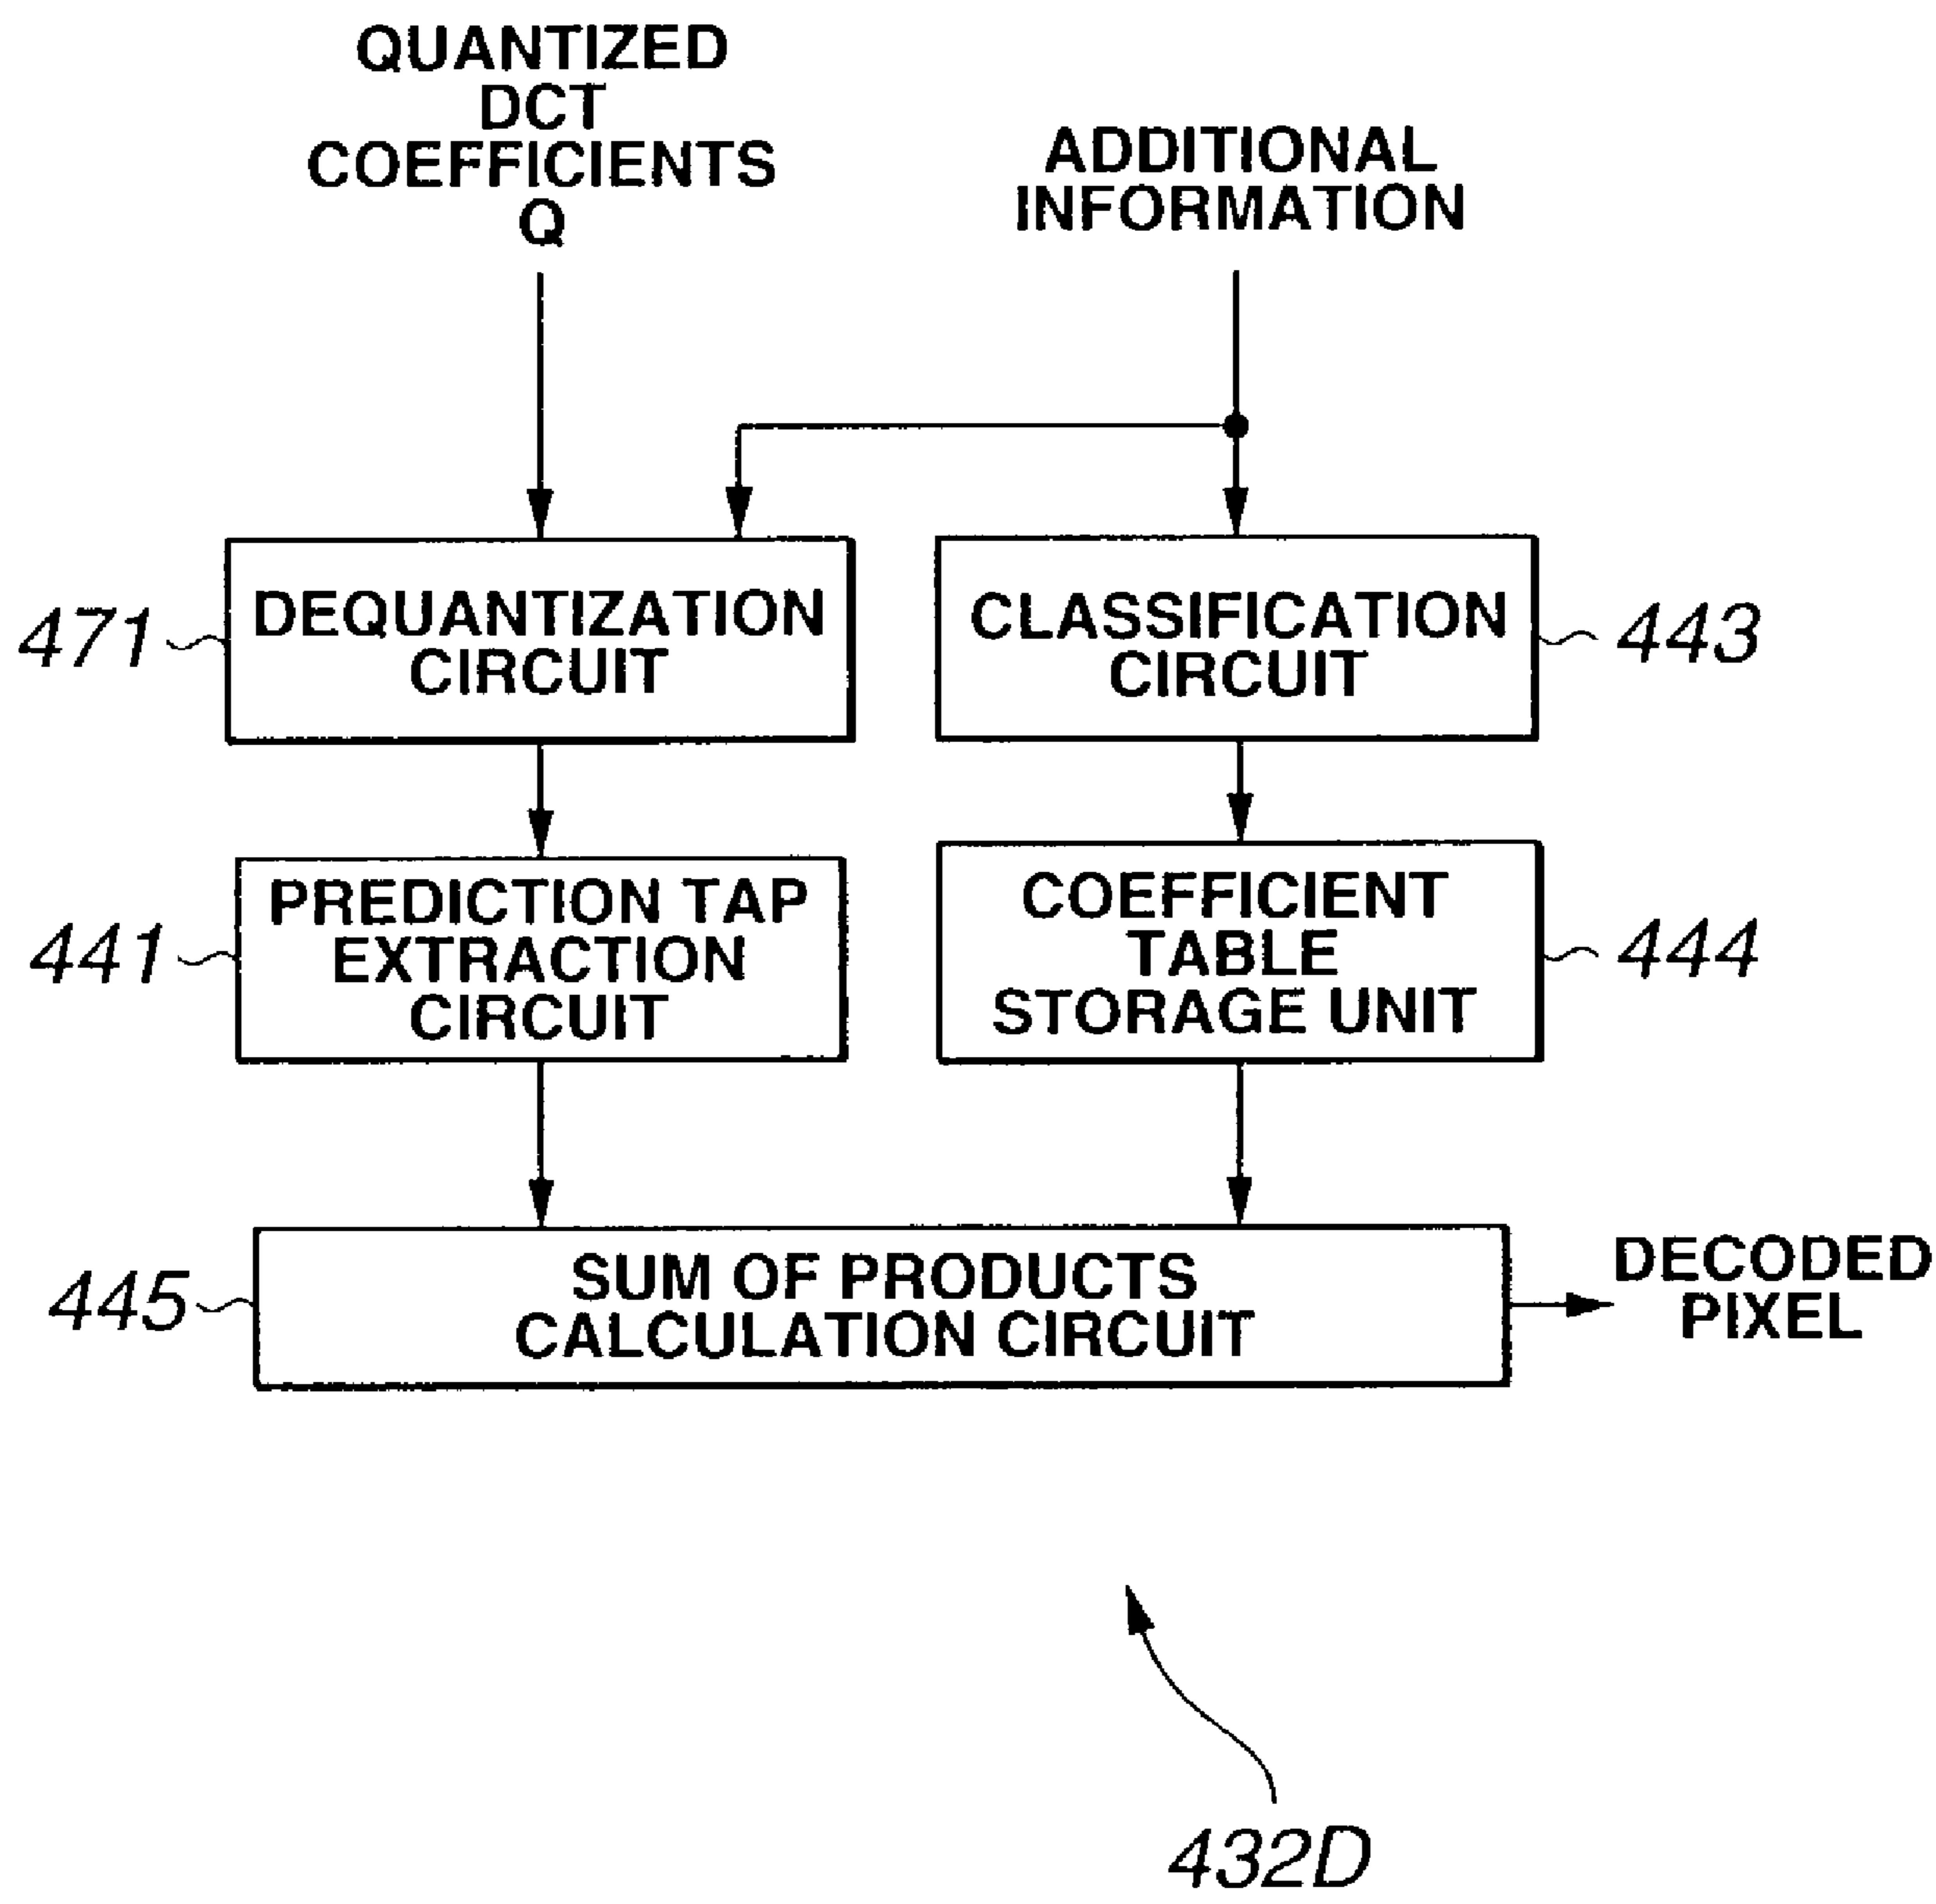 QUANTIZED
DCT
COEFFICIENTS
Q
ADDITIONAL
INFORMATION
471
DEQUANTIZATION
CIRCUIT
CLASSIFICATION
CIRCUIT
443
441
PREDICTION TAP
EXTRACTION
CIRCUIT
COEFFICIENT
TABLE
STORAGE UNIT
444
445
SUM OF PRODUCTS
CALCULATION CIRCUIT
DECODED
PIXEL
432D